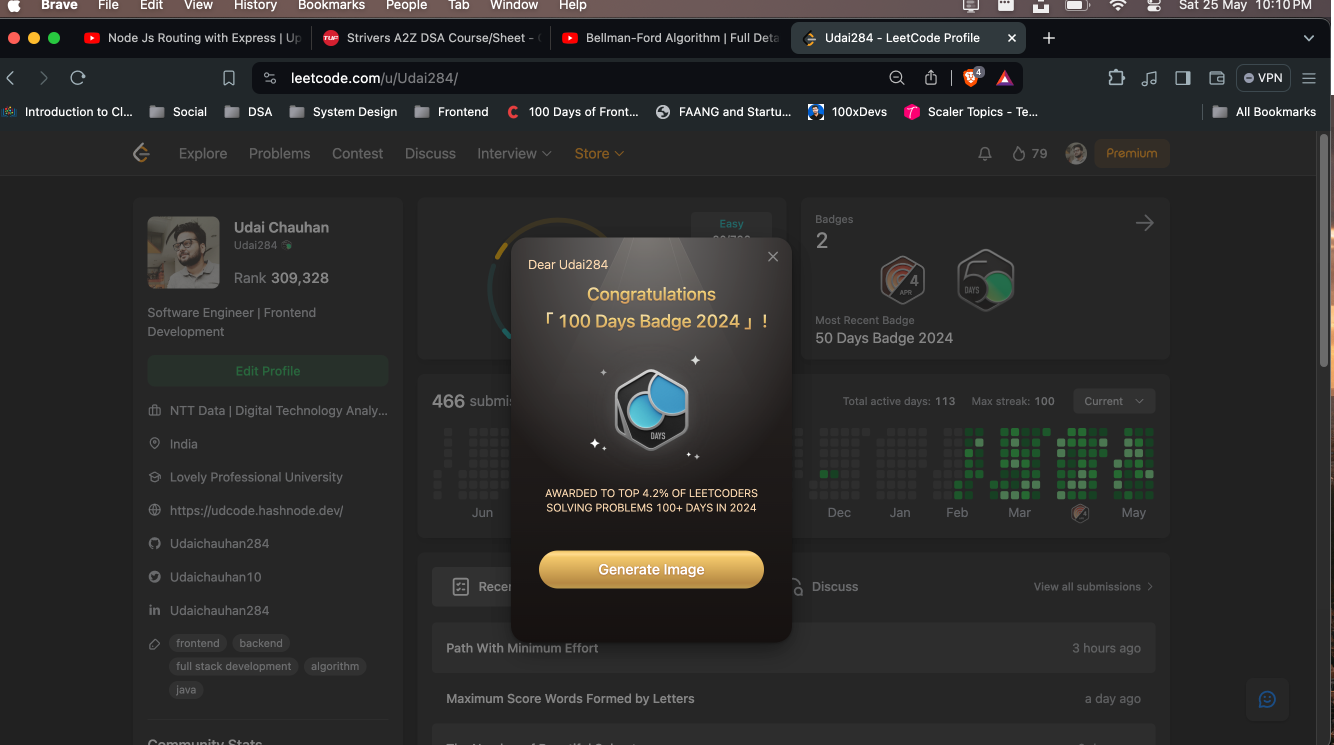 Brave File Edit View History Bookmarks People Tab Window Help Sat 25 May 10:10 PM
Node Js Routing with Express | Up TUF Strivers A2Z DSA Course/Sheet - Bellman-Ford Algorithm | Full Deta Udai284 - LeetCode Profile
leetcode.com/u/Udai284/ 4 VPN
Introduction to Cl... Social DSA System Design Frontend 100 Days of Front... FAANG and Startu... 100xDevs Scaler Topics - Te... All Bookmarks
Explore Problems Contest Discuss Interview Store 79 Premium
Udai Chauhan
Udai284
Rank 309,328
Software Engineer | Frontend
Development
Edit Profile
NTT Data | Digital Technology Analy...
India
Lovely Professional University
https://udcode.hashnode.dev/
Udaichauhan284
Udaichauhan10
Udaichauhan284
frontend backend
full stack development algorithm
java
Easy
Badges
2
4
APR
50
DAYS
Most Recent Badge
50 Days Badge 2024
Dear Udai284
Congratulations
「 100 Days Badge 2024 」!
DAYS
AWARDED TO TOP 4.2% OF LEETCODERS
SOLVING PROBLEMS 100+ DAYS IN 2024
Generate Image
466 Total active days: 113 Max streak: 100 Current
Jun Dec Jan Feb Mar May
Discuss View all submissions
Path With Minimum Effort 3 hours ago
Maximum Score Words Formed by Letters a day ago